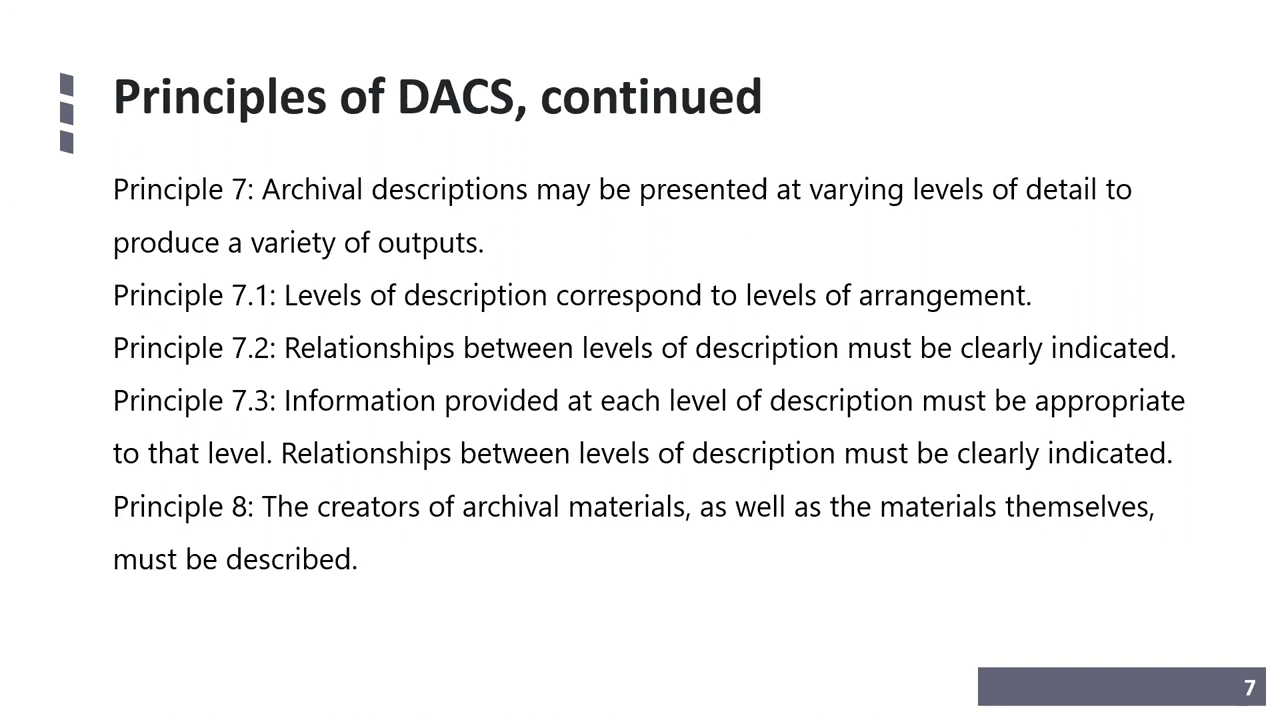 Principles of DACS, continued
Principle 7: Archival descriptions may be presented at varying levels of detail to
produce a variety of outputs.
Principle 7.1: Levels of description correspond to levels of arrangement.
Principle 7.2: Relationships between levels of description must be clearly indicated.
Principle 7.3: Information provided at each level of description must be appropriate
to that level. Relationships between levels of description must be clearly indicated.
Principle 8: The creators of archival materials, as well as the materials themselves,
must be described.
7